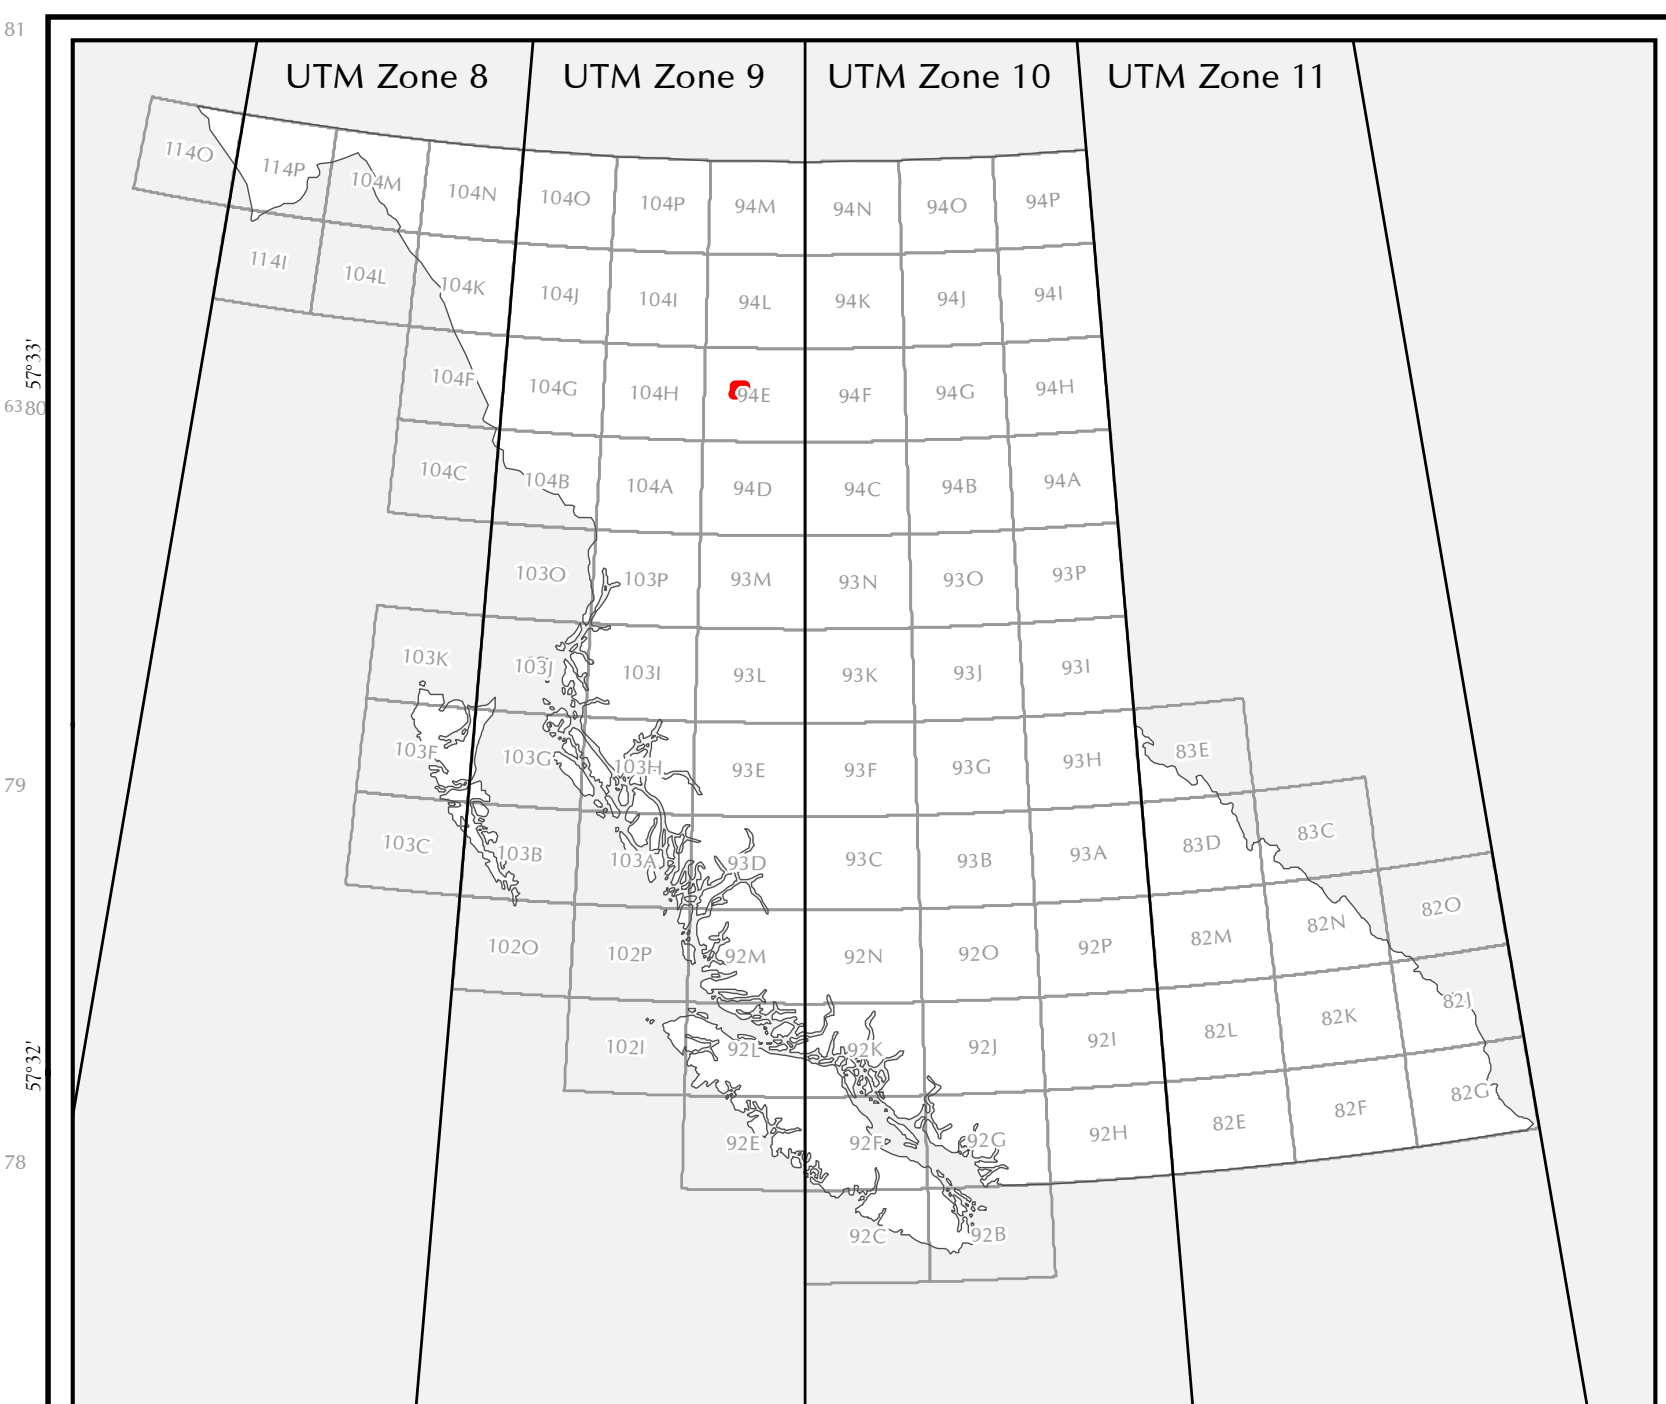 81
UTM Zone 8 UTM Zone 9 UTM Zone 10 UTM Zone 11
114O 114P 104M 104N 104O 104P 94M 94N 94O 94P
114I 104L 104K 104J 104I 94L 94K 94J 94I
57°33'
6380
104F 104G 104H 94E 94F 94G 94H
104C 104B 104A 94D 94C 94B 94A
103O 103P 93M 93N 93O 93P
103K 103J 103I 93L 93K 93J 93I
79
103F 103G 103H 93E 93F 93G 93H 83E
103C 103B 103A 93D 93C 93B 93A 83D 83C
102O 102P 92M 92N 92O 92P 82M 82N 82O
57°32'
102I 92L 92K 92J 92I 82L 82K 82J
78
92E 92F 92G 92H 82E 82F 82G
92C 92B